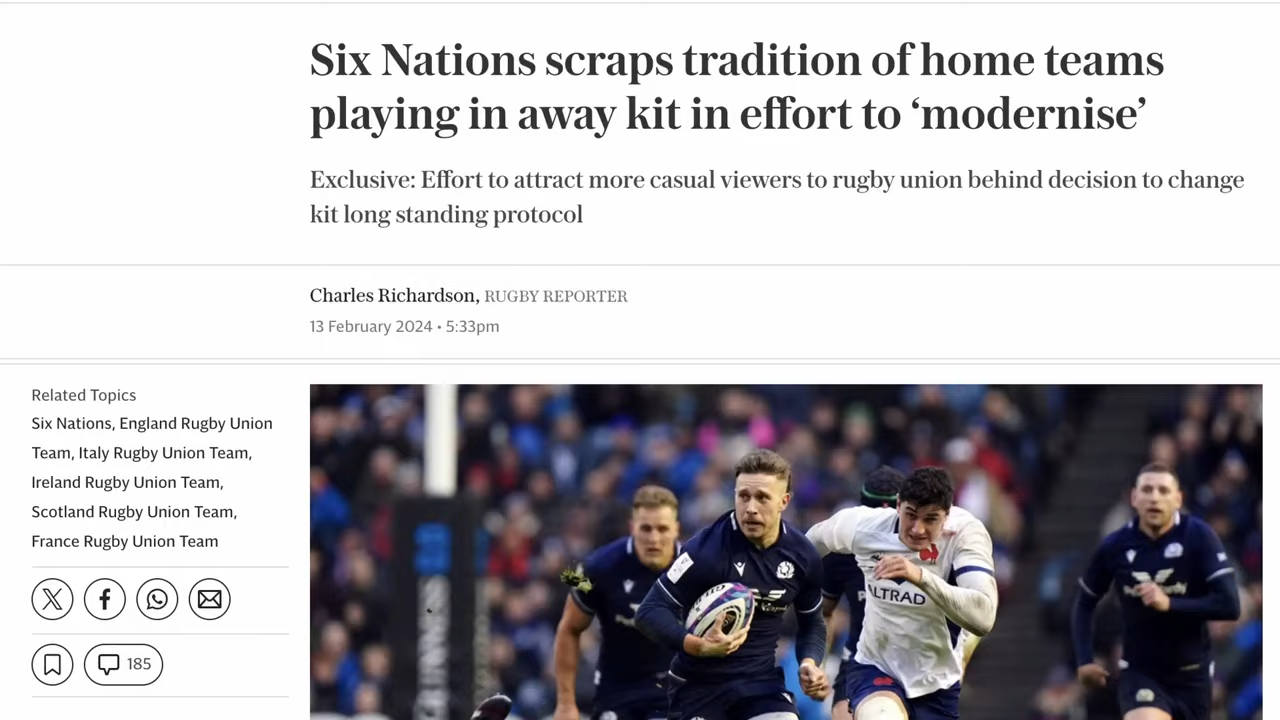 Six Nations scraps tradition of home teams
playing in away kit in effort to ‘modernise’
Exclusive: Effort to attract more casual viewers to rugby union behind decision to change
kit long standing protocol
Charles Richardson, RUGBY REPORTER
13 February 2024 • 5:33pm
Related Topics
Six Nations, England Rugby Union
Team, Italy Rugby Union Team,
Ireland Rugby Union Team,
Scotland Rugby Union Team,
France Rugby Union Team
185
ALTRAD